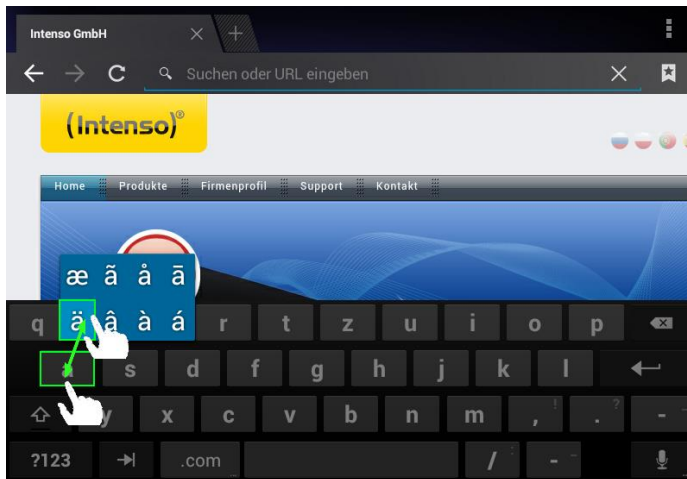 Intenso GmbH
Suchen oder URL eingeben
(Intenso)®
Home Produkte Firmenprofil Support Kontakt
æ ã å ā
ä â à á
q r t z u i o p
a s d f g h j k l
y x c v b n m , ! . ? -
?123 .com / : - _